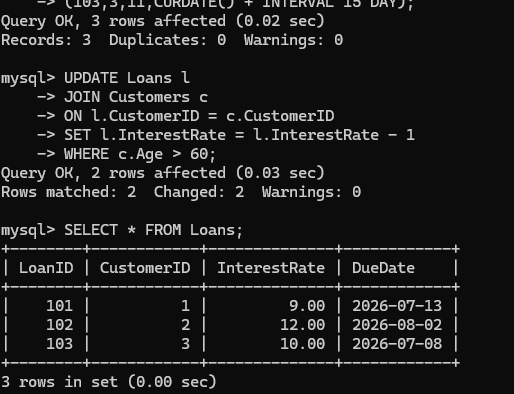 -> (103,3,11,CURDATE() + INTERVAL 15 DAY);
Query OK, 3 rows affected (0.02 sec)
Records: 3  Duplicates: 0  Warnings: 0

mysql> UPDATE Loans l
    -> JOIN Customers c
    -> ON l.CustomerID = c.CustomerID
    -> SET l.InterestRate = l.InterestRate - 1
    -> WHERE c.Age > 60;
Query OK, 2 rows affected (0.03 sec)
Rows matched: 2  Changed: 2  Warnings: 0

mysql> SELECT * FROM Loans;
+--------+------------+--------------+------------+
| LoanID | CustomerID | InterestRate | DueDate    |
+--------+------------+--------------+------------+
|    101 |          1 |         9.00 | 2026-07-13 |
|    102 |          2 |        12.00 | 2026-08-02 |
|    103 |          3 |        10.00 | 2026-07-08 |
+--------+------------+--------------+------------+
3 rows in set (0.00 sec)